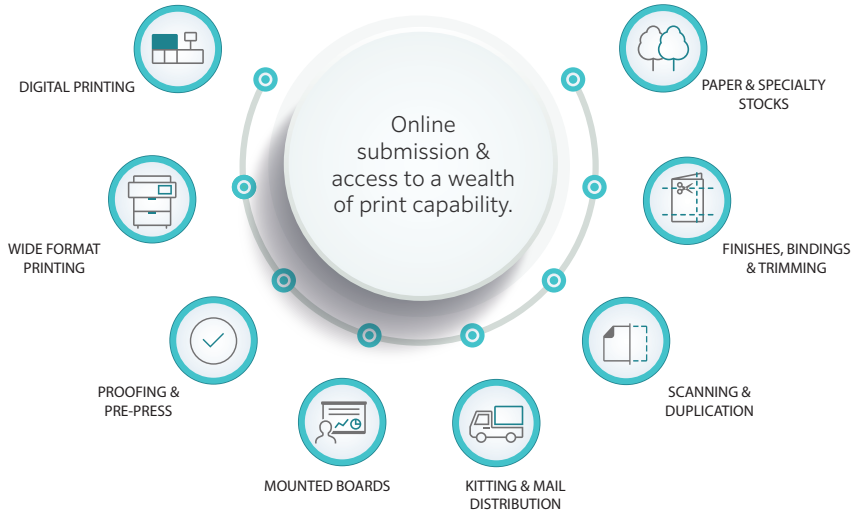 DIGITAL PRINTING
PAPER & SPECIALTY
STOCKS
Online
submission &
access to a wealth
of print capability.
WIDE FORMAT
PRINTING
FINISHES, BINDINGS
& TRIMMING
PROOFING &
PRE-PRESS
SCANNING &
DUPLICATION
MOUNTED BOARDS
KITTING & MAIL
DISTRIBUTION